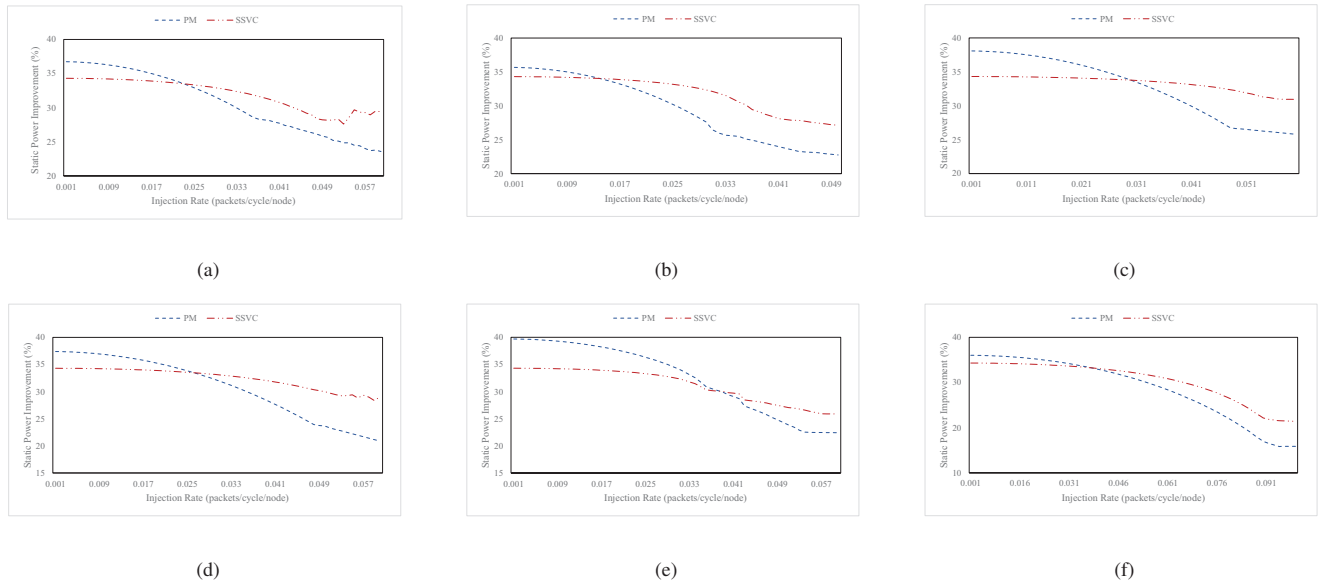 PM SSVC
Static Power Improvement (%)
40
35
30
25
20
0.001 0.009 0.017 0.025 0.033 0.041 0.049 0.057
Injection Rate (packets/cycle/node)
(a)
PM SSVC
Static Power Improvement (%)
40
35
30
25
20
0.001 0.009 0.017 0.025 0.033 0.041 0.049
Injection Rate (packets/cycle/node)
(b)
PM SSVC
Static Power Improvement (%)
40
35
30
25
20
0.001 0.011 0.021 0.031 0.041 0.051
Injection Rate (packets/cycle/node)
(c)
PM SSVC
Static Power Improvement (%)
40
35
30
25
20
15
0.001 0.009 0.017 0.025 0.033 0.041 0.049 0.057
Injection Rate (packets/cycle/node)
(d)
PM SSVC
Static Power Improvement (%)
40
35
30
25
20
15
0.001 0.009 0.017 0.025 0.033 0.041 0.049 0.057
Injection Rate (packets/cycle/node)
(e)
PM SSVC
Static Power Improvement (%)
40
30
20
10
0.001 0.016 0.031 0.046 0.061 0.076 0.091
Injection Rate (packets/cycle/node)
(f)